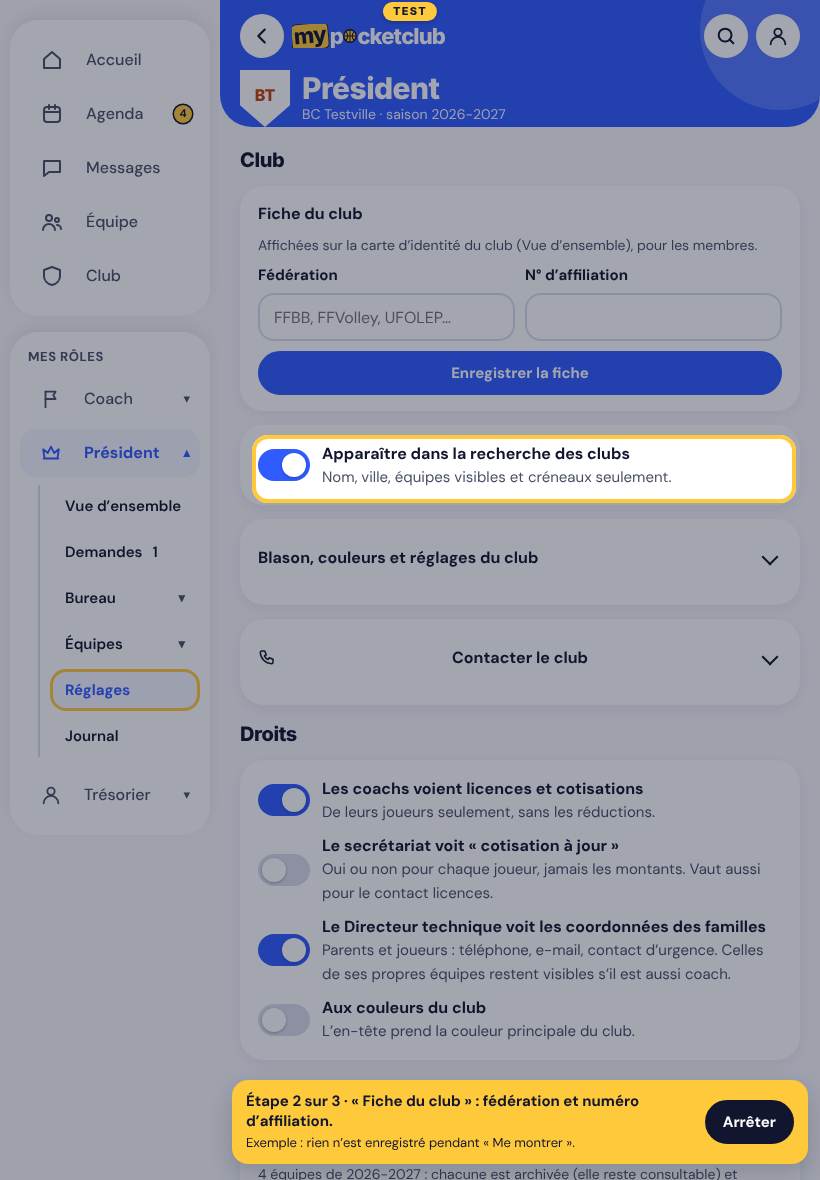 TEST
mypocketclub
BT
Président
BC Testville · saison 2026-2027
Accueil
Agenda 4
Messages
Équipe
Club
MES RÔLES
Coach ▾
Président ▴
Vue d’ensemble
Demandes 1
Bureau ▾
Équipes ▾
Réglages
Journal
Trésorier ▾
Club
Fiche du club
Affichées sur la carte d’identité du club (Vue d’ensemble), pour les membres.
Fédération N° d’affiliation
FFBB, FFVolley, UFOLEP…
Enregistrer la fiche
Apparaître dans la recherche des clubs
Nom, ville, équipes visibles et créneaux seulement.
Blason, couleurs et réglages du club
Contacter le club
Droits
Les coachs voient licences et cotisations
De leurs joueurs seulement, sans les réductions.
Le secrétariat voit « cotisation à jour »
Oui ou non pour chaque joueur, jamais les montants. Vaut aussi
pour le contact licences.
Le Directeur technique voit les coordonnées des familles
Parents et joueurs : téléphone, e-mail, contact d’urgence. Celles
de ses propres équipes restent visibles s’il est aussi coach.
Aux couleurs du club
L’en-tête prend la couleur principale du club.
Étape 2 sur 3 · « Fiche du club » : fédération et numéro
d’affiliation.
Exemple : rien n’est enregistré pendant « Me montrer ».
Arrêter
4 équipes de 2026-2027 : chacune est archivée (elle reste consultable) et